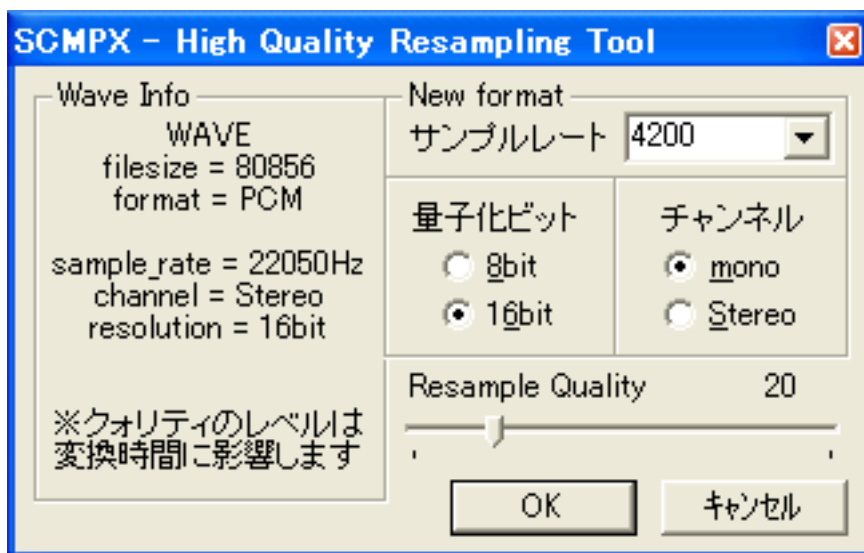 SCMPX - High Quality Resampling Tool
Wave Info
WAVE
filesize = 80856
format = PCM
sample_rate = 22050Hz
channel = Stereo
resolution = 16bit
※クォリティのレベルは
変換時間に影響します
New format
サンプルレート 4200
量子化ビット
8bit
16bit
チャンネル
mono
Stereo
Resample Quality 20
OK
キャンセル